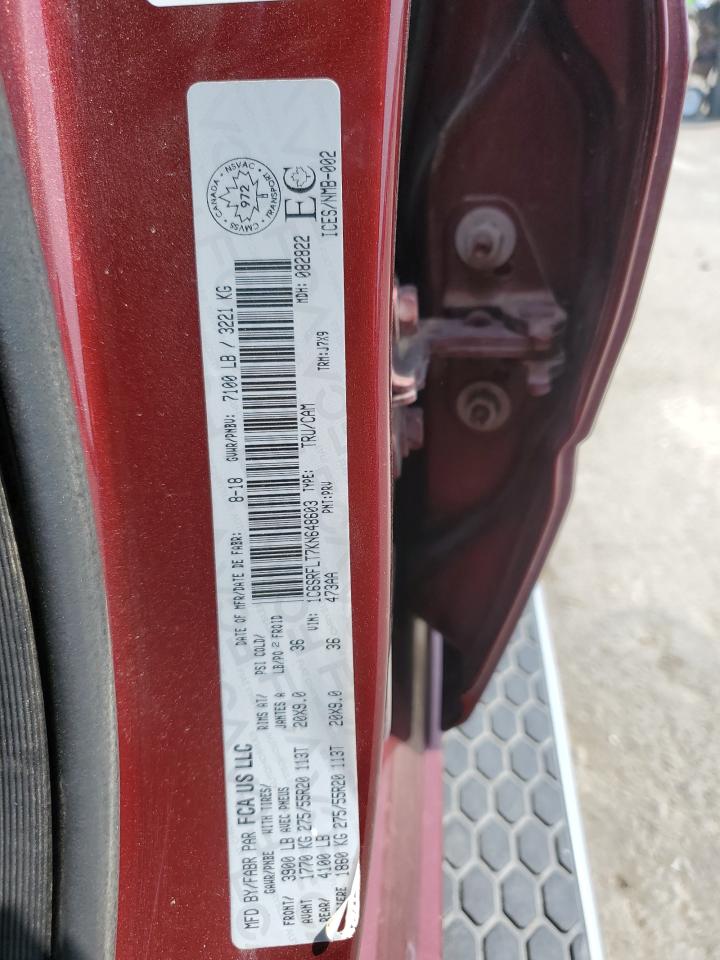 MFD BY/FABR PAR FCA US LLC
DATE OF MFR/DATE DE FABR: 8-18 GVWR/PNBV: 7100 LB / 3221 KG
GAWR/PNBE WITH TIRES/ RIMS AT/ PSI COLD/
AVEC PNEUS JANTES A LB/PO2 FROID
FRONT/ 3900 LB
AVANT 1770 KG 275/55R20 113T 20X9.0 36
REAR/ 4100 LB
1860 KG 275/55R20 113T 20X9.0 36
VIN: 1C6SRFLT7KN648603 TYPE: TRU/CAM
473AA PNT:PRV TRM:J7X9
MDH: 082822
CANADA NSVAC TRANSPORT CMVSS
972
EC
ICES/NMB-002